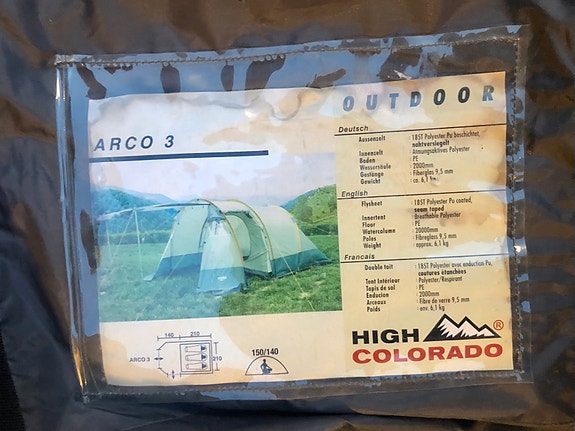 OUTDOOR
ARCO 3
Deutsch
Aussenzelt : 185T Polyester Pu beschichtet,
nahtversiegelt
Innenzelt : Atmungsaktives Polyester
Boden : PE
Wassersäule : 2000mm
Gestänge : Fiberglas 9,5 mm
Gewicht : ca. 6,1 kg
English
Flysheet : 185T Polyester Pu coated,
seam taped
Innertent : Breathable Polyester
Floor : PE
Watercolumn : 20000mm
Poles : Fibreglass 9,5 mm
Weight : approx. 6,1 kg
Francais
Double toit : 185T Polyester avec enduction Pu,
coutures étanchées
Tent Intérieur : Polyester/Respirant
Tapis de sol : PE
Enducion : 2000mm
Arceaux : Fibre de verre 9,5 mm
Poids : env. 6,1 kg
140 210
ARCO 3
210
150/140
HIGH ®
COLORADO